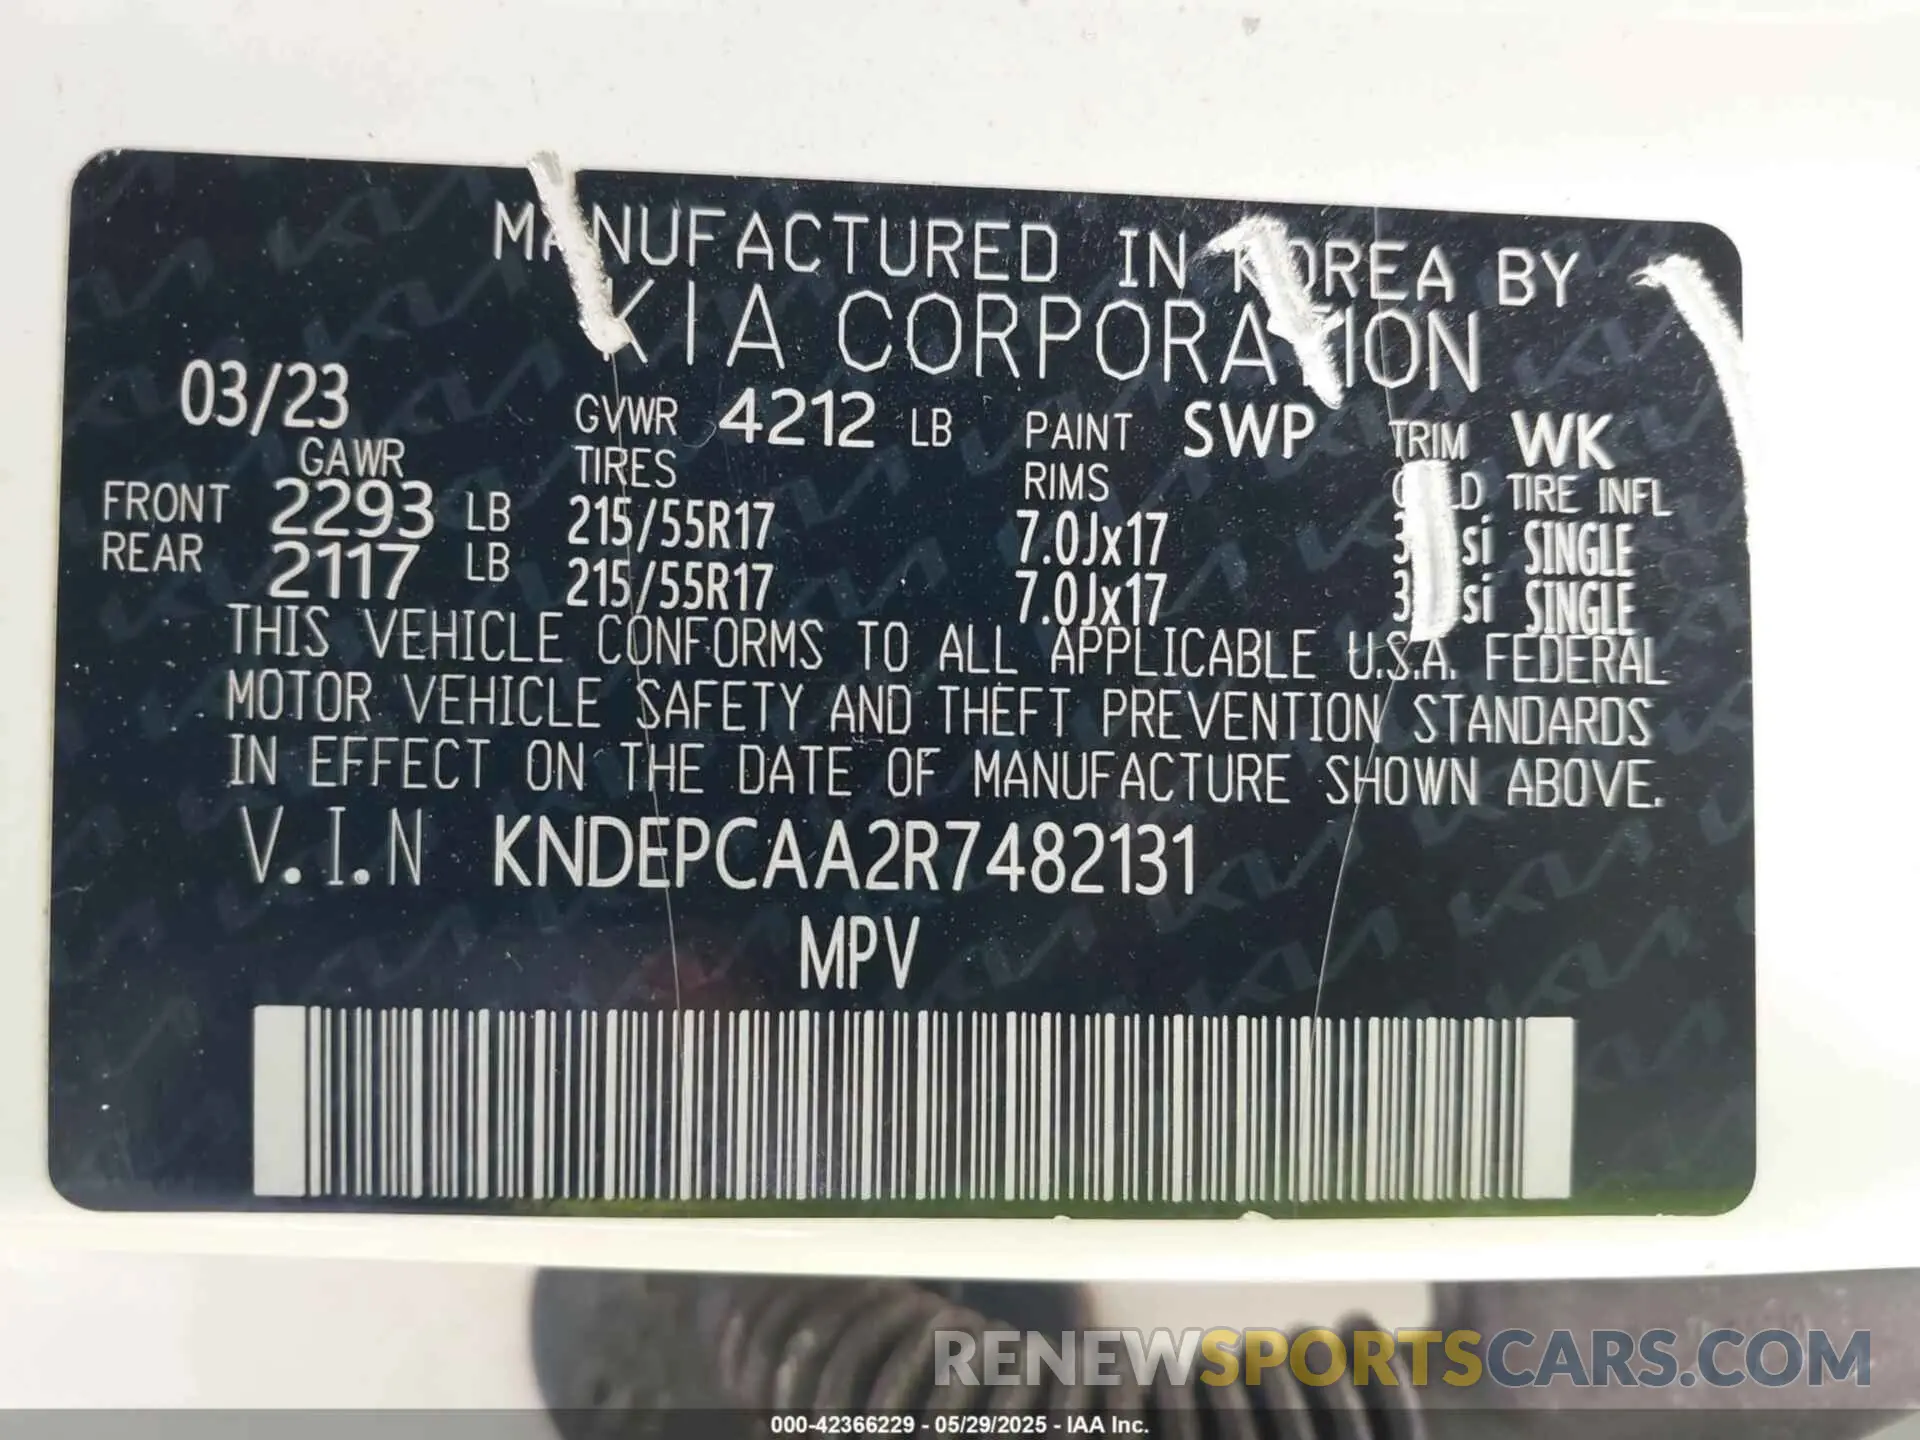 MANUFACTURED IN KOREA BY
KIA CORPORATION
03/23 GVWR 4212 LB PAINT SWP TRIM WK
GAWR TIRES RIMS TIRE INFL
FRONT 2293 LB 215/55R17 7.0Jx17 SINGLE
REAR 2117 LB 215/55R17 7.0Jx17 SINGLE
THIS VEHICLE CONFORMS TO ALL APPLICABLE U.S.A. FEDERAL
MOTOR VEHICLE SAFETY AND THEFT PREVENTION STANDARDS
IN EFFECT ON THE DATE OF MANUFACTURE SHOWN ABOVE.
V.I.N KNDEPCAA2R7482131
MPV
RENEWSPORTSCARS.COM
000-42366229 - 05/29/2025 - IAA Inc.